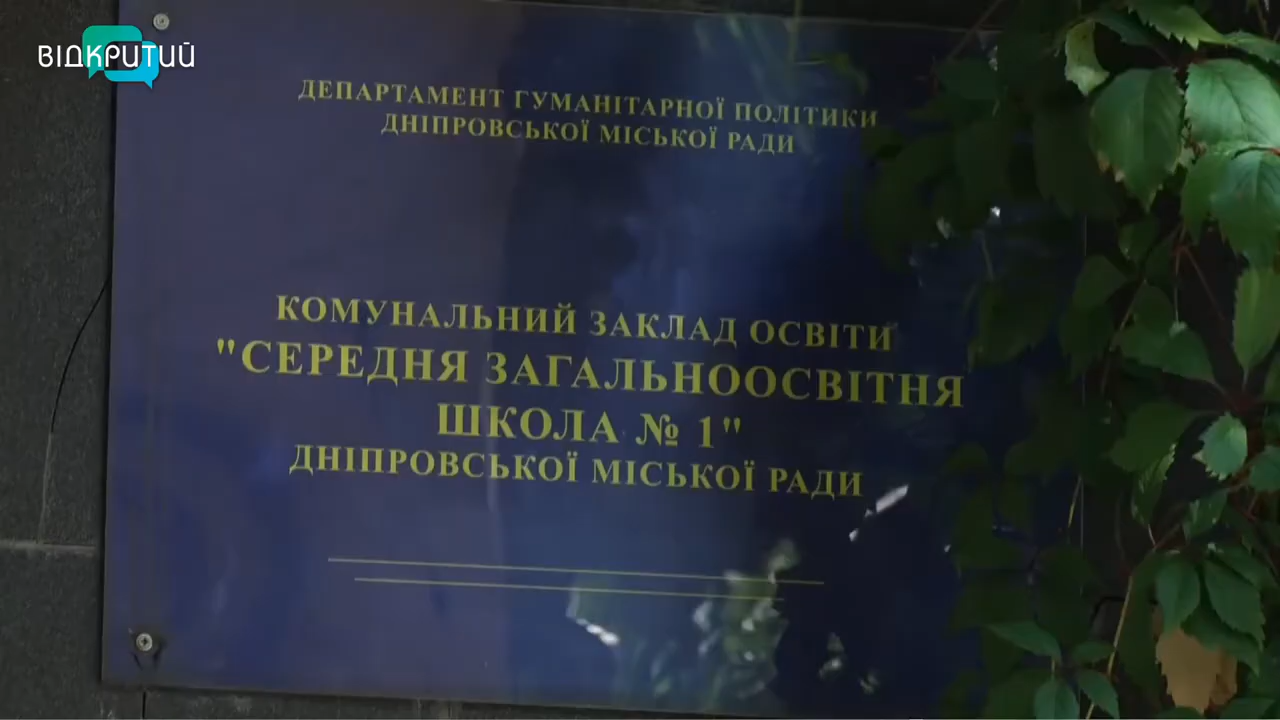 ВІДКРИТИЙ
ДЕПАРТАМЕНТ ГУМАНІТАРНОЇ ПОЛІТИКИ
ДНІПРОВСЬКОЇ МІСЬКОЇ РАДИ
КОМУНАЛЬНИЙ ЗАКЛАД ОСВІТИ
"СЕРЕДНЯ ЗАГАЛЬНООСВІТНЯ
ШКОЛА № 1"
ДНІПРОВСЬКОЇ МІСЬКОЇ РАДИ